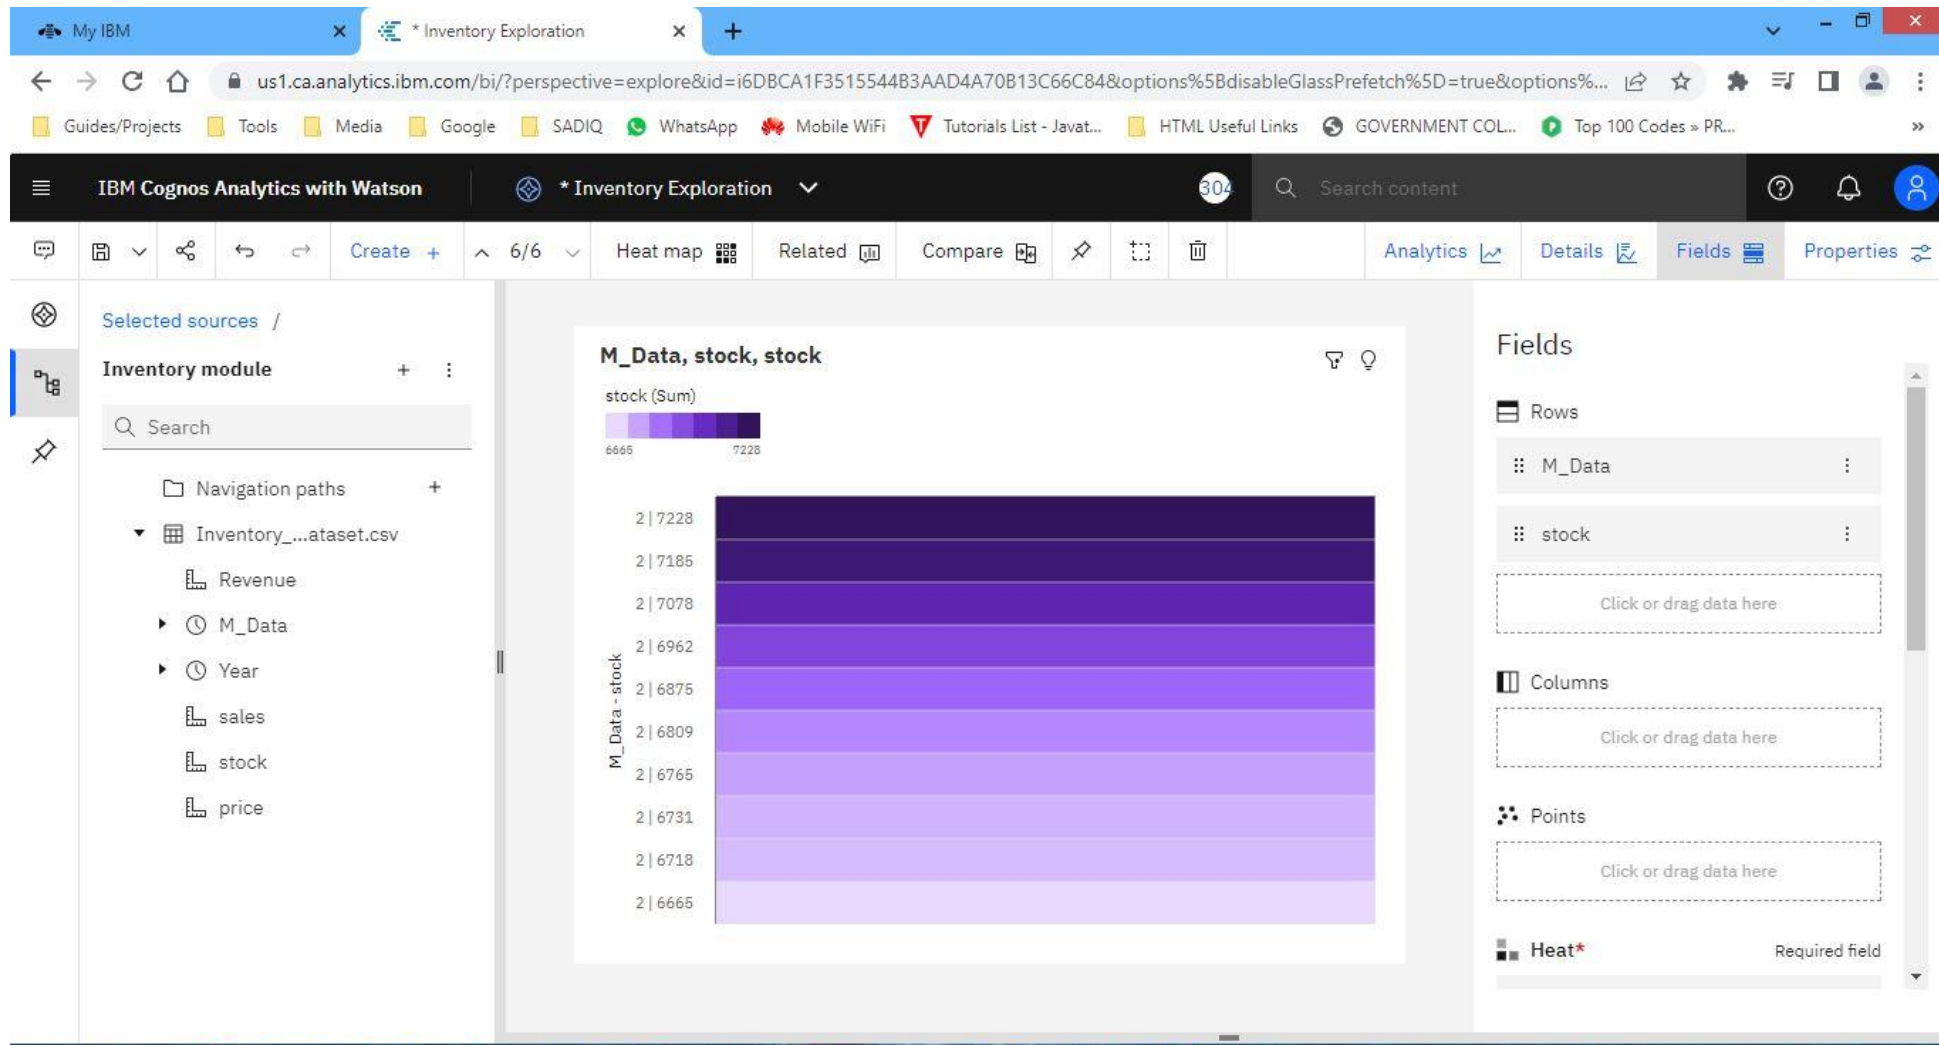 My IBM
* Inventory Exploration
us1.ca.analytics.ibm.com/bi/?perspective=explore&id=i6DBCA1F3515544B3AAD4A70B13C66C84&options%5BdisableGlassPrefetch%5D=true&options%...
Guides/Projects Tools Media Google SADIQ WhatsApp Mobile WiFi Tutorials List - Javat... HTML Useful Links GOVERNMENT COL... Top 100 Codes » PR... »
IBM Cognos Analytics with Watson * Inventory Exploration 304 Search content
Create + 6/6 Heat map Related Compare Analytics Details Fields Properties
Selected sources /
Inventory module
Search
Navigation paths
Inventory_...ataset.csv
Revenue
M_Data
Year
sales
stock
price
M_Data, stock, stock
stock (Sum)
6665 7228
M_Data - stock
2 | 7228
2 | 7185
2 | 7078
2 | 6962
2 | 6875
2 | 6809
2 | 6765
2 | 6731
2 | 6718
2 | 6665
Fields
Rows
M_Data
stock
Click or drag data here
Columns
Click or drag data here
Points
Click or drag data here
Heat* Required field